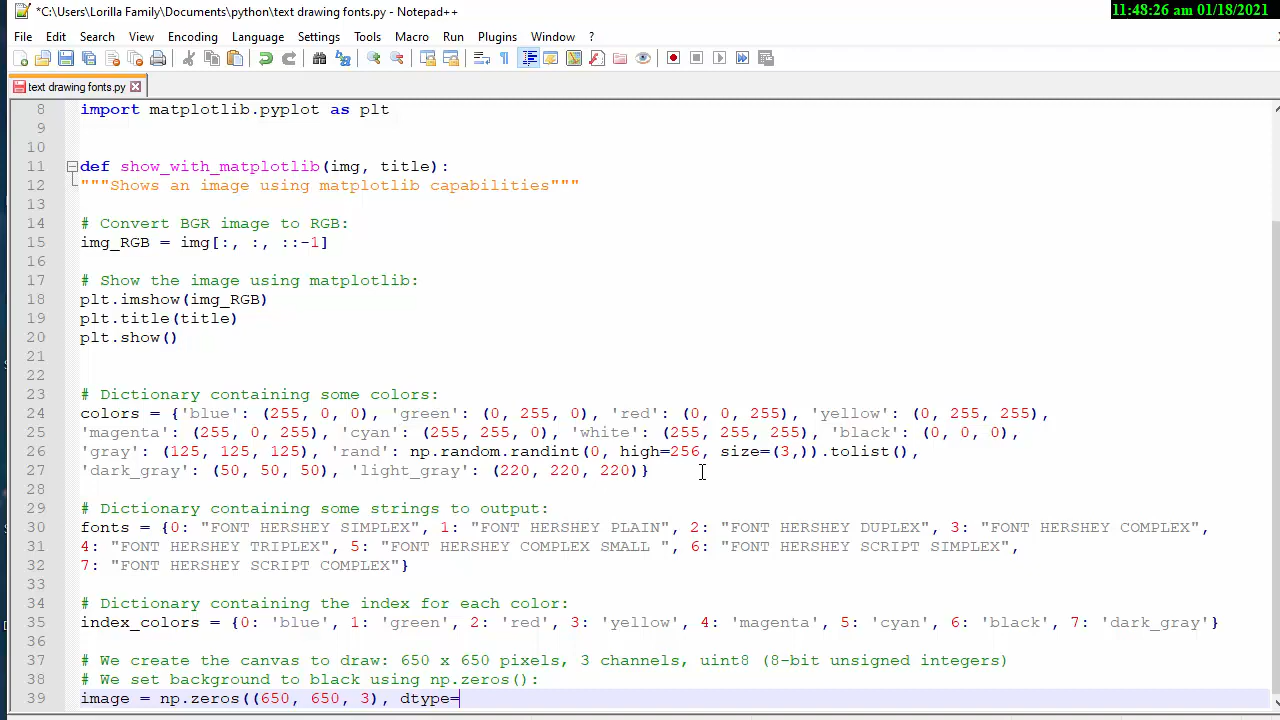 *C:\Users\Lorilla Family\Documents\python\text drawing fonts.py - Notepad++
11:48:26 am 01/18/2021
File Edit Search View Encoding Language Settings Tools Macro Run Plugins Window ?
text drawing fonts.py
8 import matplotlib.pyplot as plt
9
10
11 def show_with_matplotlib(img, title):
12 """Shows an image using matplotlib capabilities"""
13
14 # Convert BGR image to RGB:
15 img_RGB = img[:, :, ::-1]
16
17 # Show the image using matplotlib:
18 plt.imshow(img_RGB)
19 plt.title(title)
20 plt.show()
21
22
23 # Dictionary containing some colors:
24 colors = {'blue': (255, 0, 0), 'green': (0, 255, 0), 'red': (0, 0, 255), 'yellow': (0, 255, 255),
25 'magenta': (255, 0, 255), 'cyan': (255, 255, 0), 'white': (255, 255, 255), 'black': (0, 0, 0),
26 'gray': (125, 125, 125), 'rand': np.random.randint(0, high=256, size=(3,)).tolist(),
27 'dark_gray': (50, 50, 50), 'light_gray': (220, 220, 220)}
28
29 # Dictionary containing some strings to output:
30 fonts = {0: "FONT HERSHEY SIMPLEX", 1: "FONT HERSHEY PLAIN", 2: "FONT HERSHEY DUPLEX", 3: "FONT HERSHEY COMPLEX",
31 4: "FONT HERSHEY TRIPLEX", 5: "FONT HERSHEY COMPLEX SMALL ", 6: "FONT HERSHEY SCRIPT SIMPLEX",
32 7: "FONT HERSHEY SCRIPT COMPLEX"}
33
34 # Dictionary containing the index for each color:
35 index_colors = {0: 'blue', 1: 'green', 2: 'red', 3: 'yellow', 4: 'magenta', 5: 'cyan', 6: 'black', 7: 'dark_gray'}
36
37 # We create the canvas to draw: 650 x 650 pixels, 3 channels, uint8 (8-bit unsigned integers)
38 # We set background to black using np.zeros():
39 image = np.zeros((650, 650, 3), dtype=